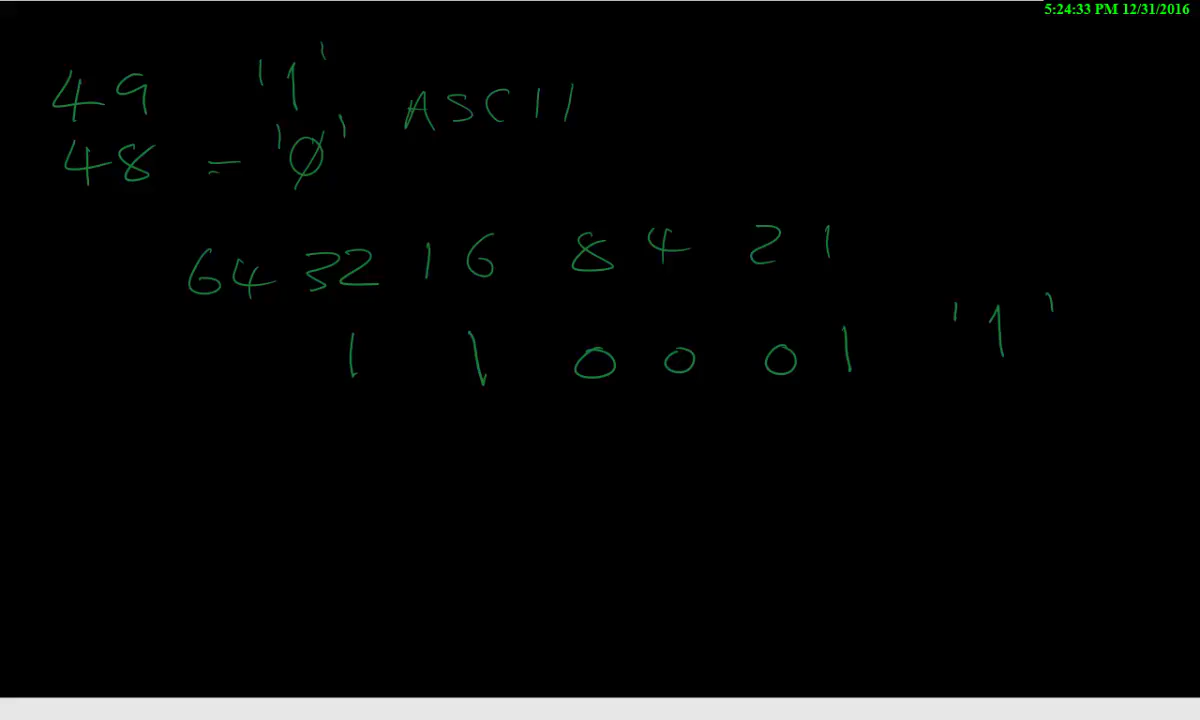 5:24:33 PM 12/31/2016
49 '1' ASCII
48 = '0'
64 32 16 8 4 2 1
1 1 0 0 0 1 '1'